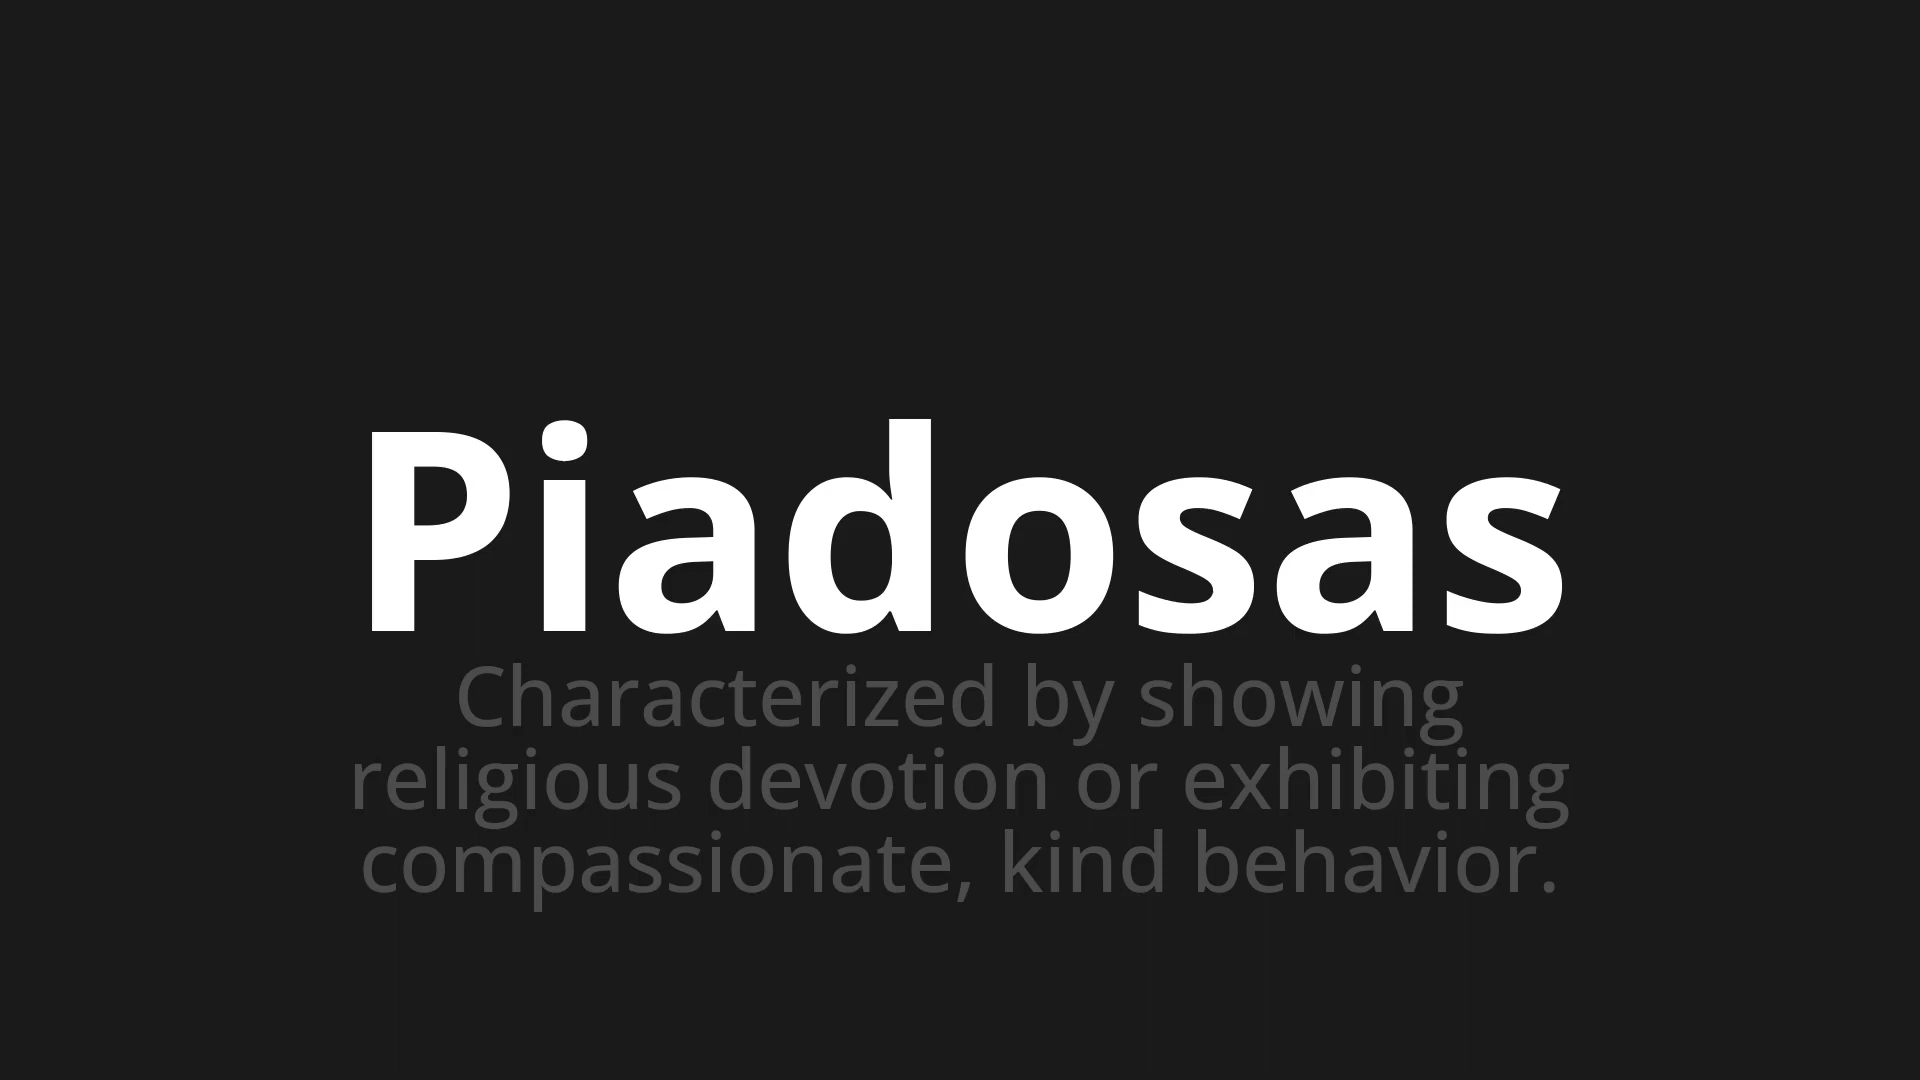 Piadosas
Characterized by showing
religious devotion or exhibiting
compassionate, kind behavior.